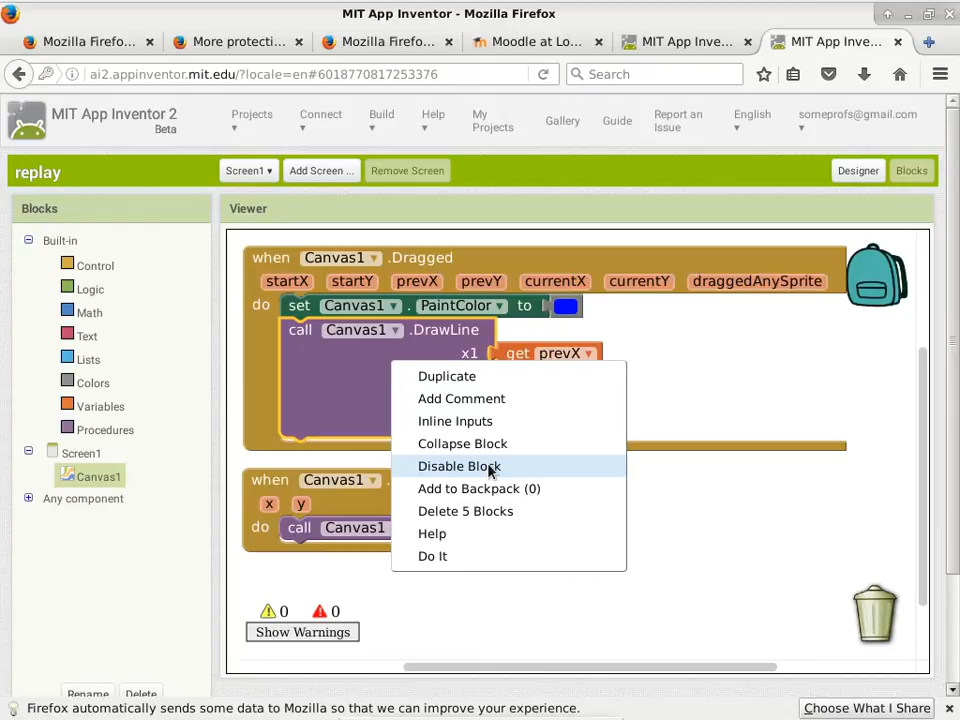 MIT App Inventor - Mozilla Firefox
Mozilla Firefo...
More protecti...
Mozilla Firefo...
Moodle at Lo...
MIT App Inve...
MIT App Inve...
ai2.appinventor.mit.edu/?locale=en#6018770817253376
Search
MIT App Inventor 2
Beta
Projects
Connect
Build
Help
My Projects
Gallery
Guide
Report an Issue
English
someprofs@gmail.com
replay
Screen1
Add Screen ...
Remove Screen
Designer
Blocks
Blocks
Viewer
Built-in
Control
Logic
Math
Text
Lists
Colors
Variables
Procedures
Screen1
Canvas1
Any component
Rename
Delete
when Canvas1 .Dragged
startX startY prevX prevY currentX currentY draggedAnySprite
do set Canvas1 . PaintColor to
call Canvas1 .DrawLine
x1 get prevX
Duplicate
Add Comment
Inline Inputs
Collapse Block
Disable Block
Add to Backpack (0)
Delete 5 Blocks
Help
Do It
when Canvas1 .
x y
do call Canvas1
0 0
Show Warnings
Firefox automatically sends some data to Mozilla so that we can improve your experience.
Choose What I Share